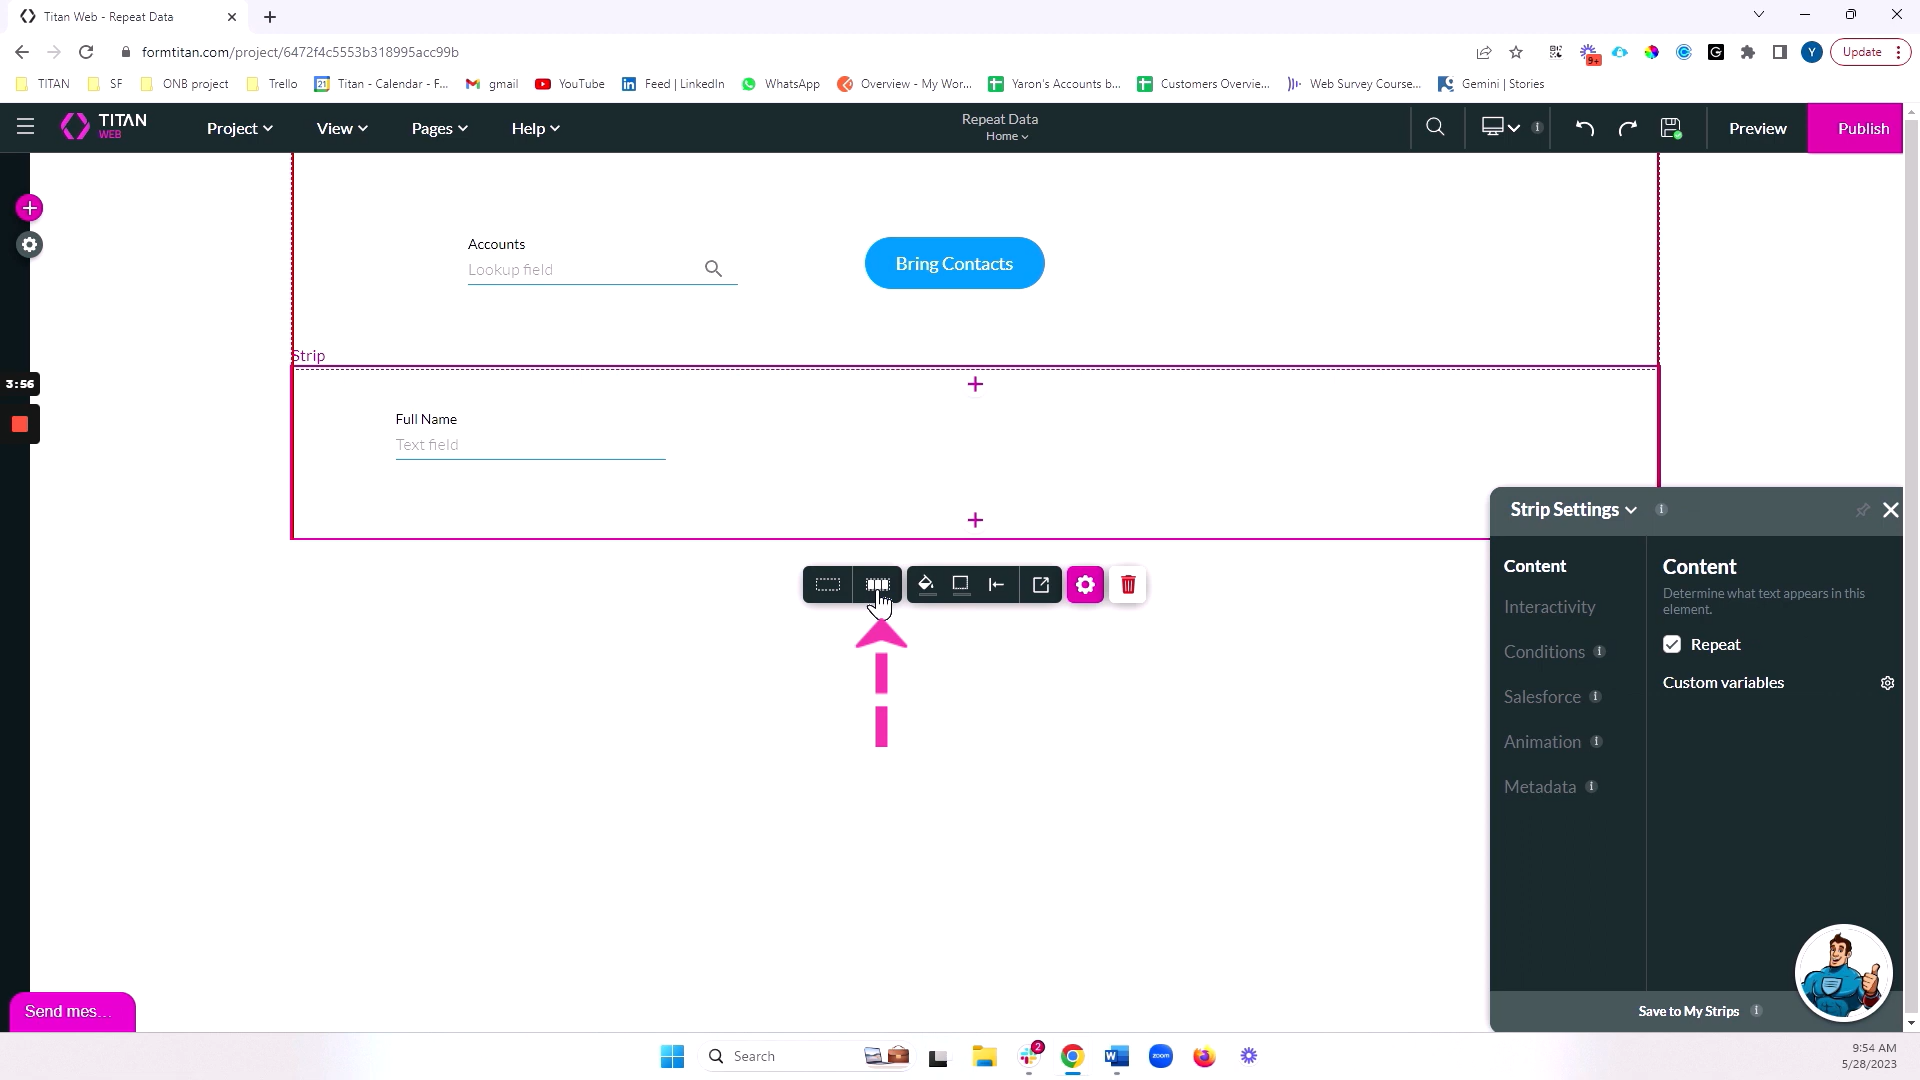 Titan Web - Repeat Data
formtitan.com/project/6472f4c5553b318995acc99b
9+
Y
Update
TITAN
SF
ONB project
Trello
Titan - Calendar - F...
gmail
YouTube
Feed | LinkedIn
WhatsApp
Overview - My Wor...
Yaron's Accounts b...
Customers Overvie...
Web Survey Course...
Gemini | Stories
TITAN
WEB
Project
View
Pages
Help
Repeat Data
Home
Preview
Publish
Accounts
Lookup field
Bring Contacts
Strip
3:56
Full Name
Text field
Strip Settings
Content
Interactivity
Conditions
Salesforce
Animation
Metadata
Content
Determine what text appears in this
element.
Repeat
Custom variables
Save to My Strips
Send mes...
Search
2
zoom
9:54 AM
5/28/2023